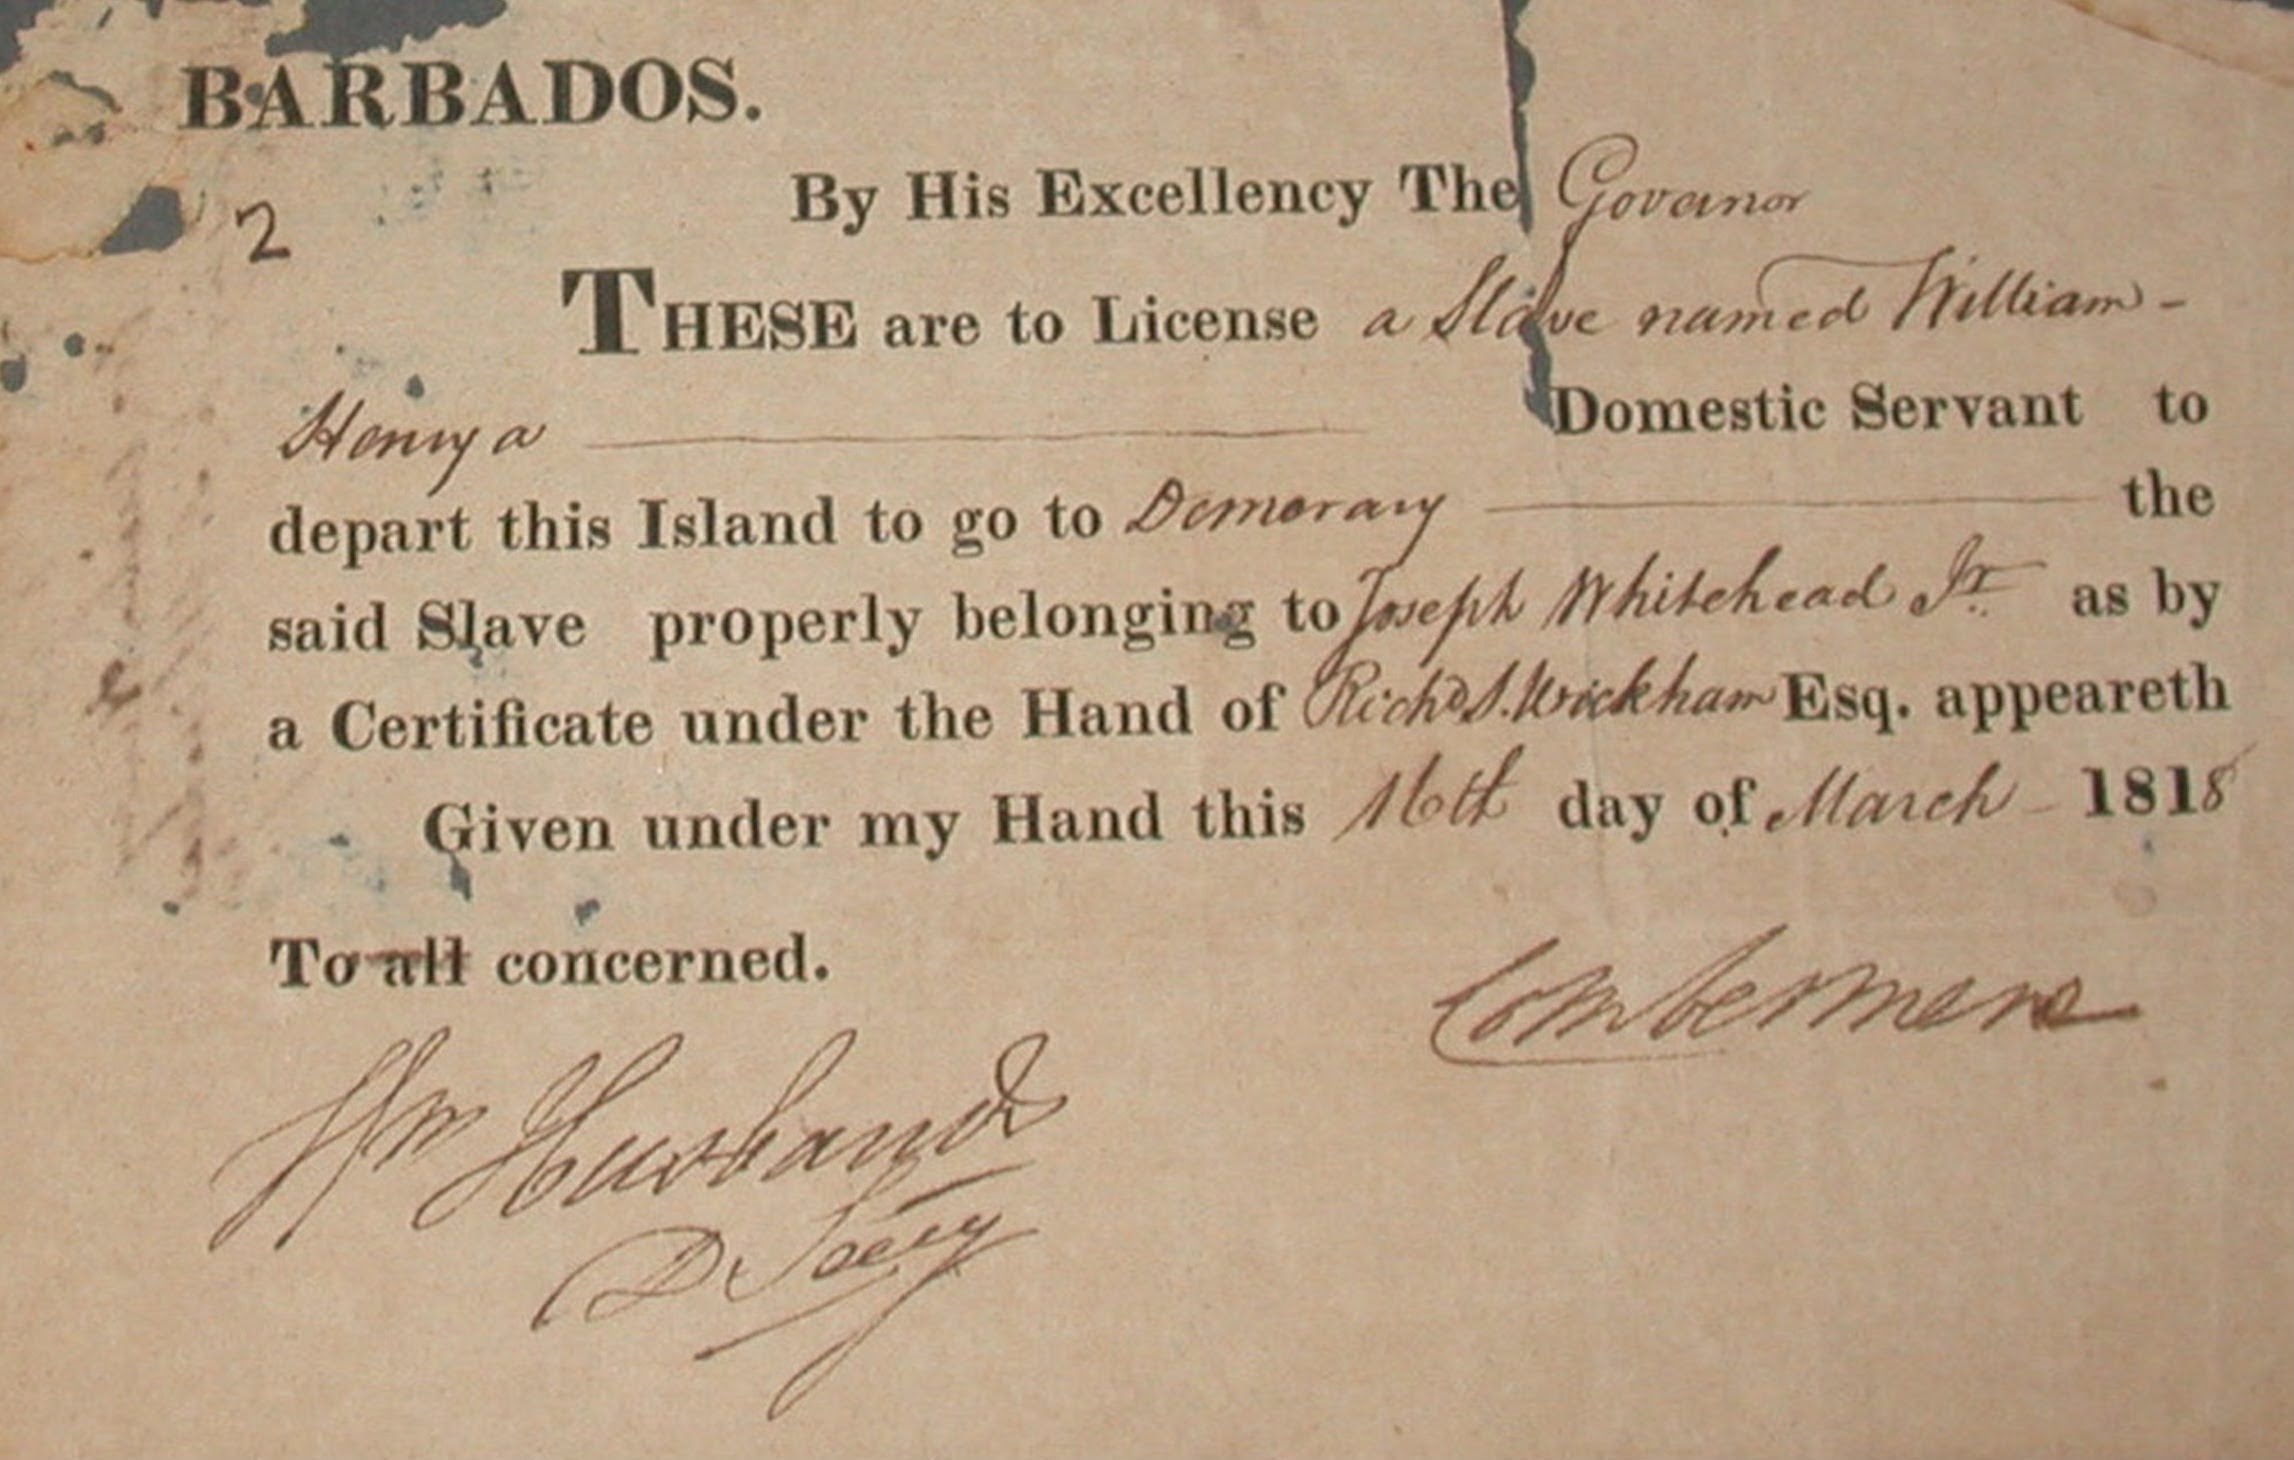 BARBADOS.
2
By His Excellency The Governor
THESE are to License a Slave named William -
Henry a Domestic Servant to
depart this Island to go to Demerary the
said Slave properly belonging to Joseph Whitehead Jr. as by
a Certificate under the Hand of Richd S. Wickham Esq. appeareth
Given under my Hand this 16th day of March - 1818
To all concerned.
Combermere
Wm Husbands
D Secy